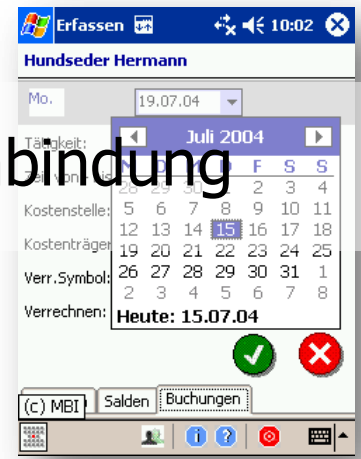 Erfassen 10:02
Hundseder Hermann
Mo. 19.07.04
Tätigkeit: Juli 2004
bindung
F S S
28 29 30 1 2 3 4
Kostenstelle: 5 6 7 8 9 10 11
12 13 14 15 16 17 18
Kostenträger 19 20 21 22 23 24 25
Verr.Symbol: 26 27 28 29 30 31 1
2 3 4 5 6 7 8
Verrechnen: Heute: 15.07.04
(c) MBI Salden Buchungen